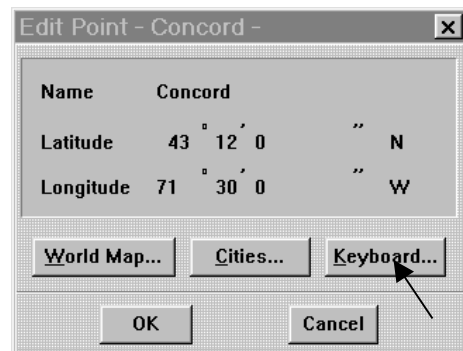 Edit Point - Concord -
Name Concord
Latitude 43 ° 12 ′ 0 ″ N
Longitude 71 ° 30 ′ 0 ″ W
World Map... Cities... Keyboard...
OK Cancel